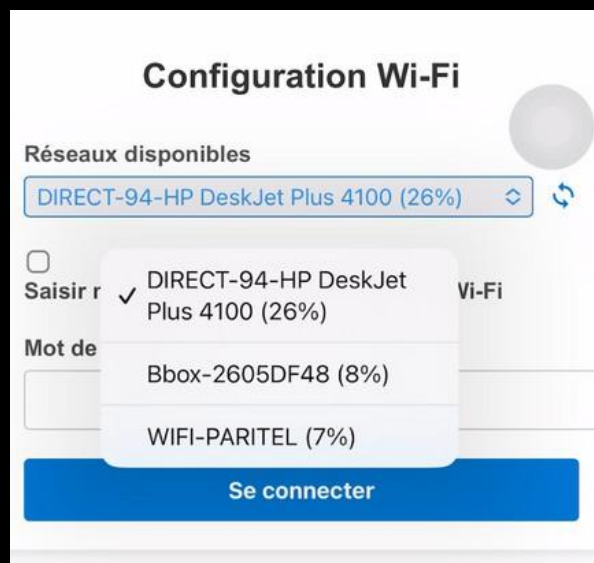 Configuration Wi-Fi
Réseaux disponibles
DIRECT-94-HP DeskJet Plus 4100 (26%)
✓ DIRECT-94-HP DeskJet
Plus 4100 (26%)
Saisir Wi-Fi
Mot de
Bbox-2605DF48 (8%)
WIFI-PARITEL (7%)
Se connecter